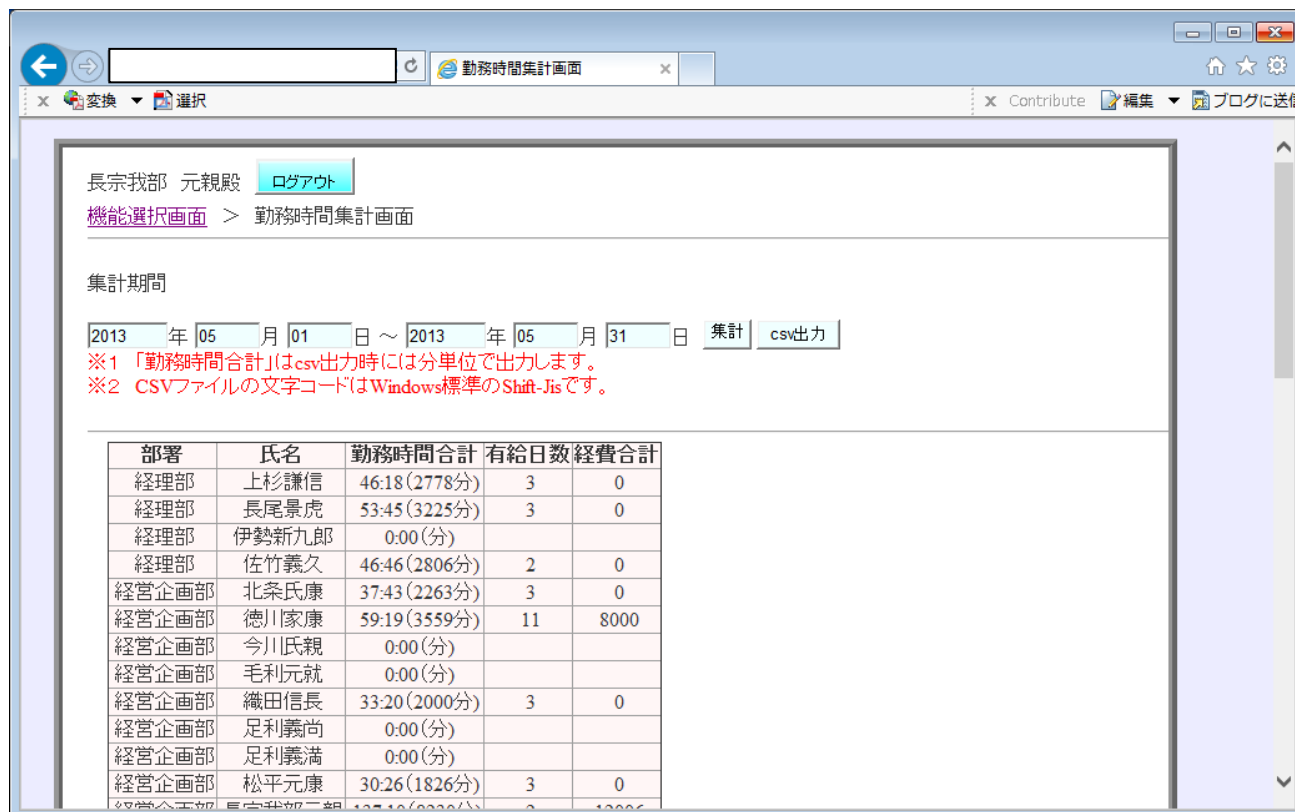 勤務時間集計画面
変換 選択
Contribute 編集 ブログに送信
長宗我部 元親殿 ログアウト
機能選択画面 ＞ 勤務時間集計画面
集計期間
2013 年 05 月 01 日 ～ 2013 年 05 月 31 日 集計 csv出力
※１ 「勤務時間合計」はcsv出力時には分単位で出力します。
※２ CSVファイルの文字コードはWindows標準のShift-Jisです。
部署 氏名 勤務時間合計 有給日数 経費合計
経理部 上杉謙信 46:18(2778分) 3 0
経理部 長尾景虎 53:45(3225分) 3 0
経理部 伊勢新九郎 0:00(分)
経理部 佐竹義久 46:46(2806分) 2 0
経営企画部 北条氏康 37:43(2263分) 3 0
経営企画部 徳川家康 59:19(3559分) 11 8000
経営企画部 今川氏親 0:00(分)
経営企画部 毛利元就 0:00(分)
経営企画部 織田信長 33:20(2000分) 3 0
経営企画部 足利義尚 0:00(分)
経営企画部 足利義満 0:00(分)
経営企画部 松平元康 30:26(1826分) 3 0
経営企画部 長宗我部元親